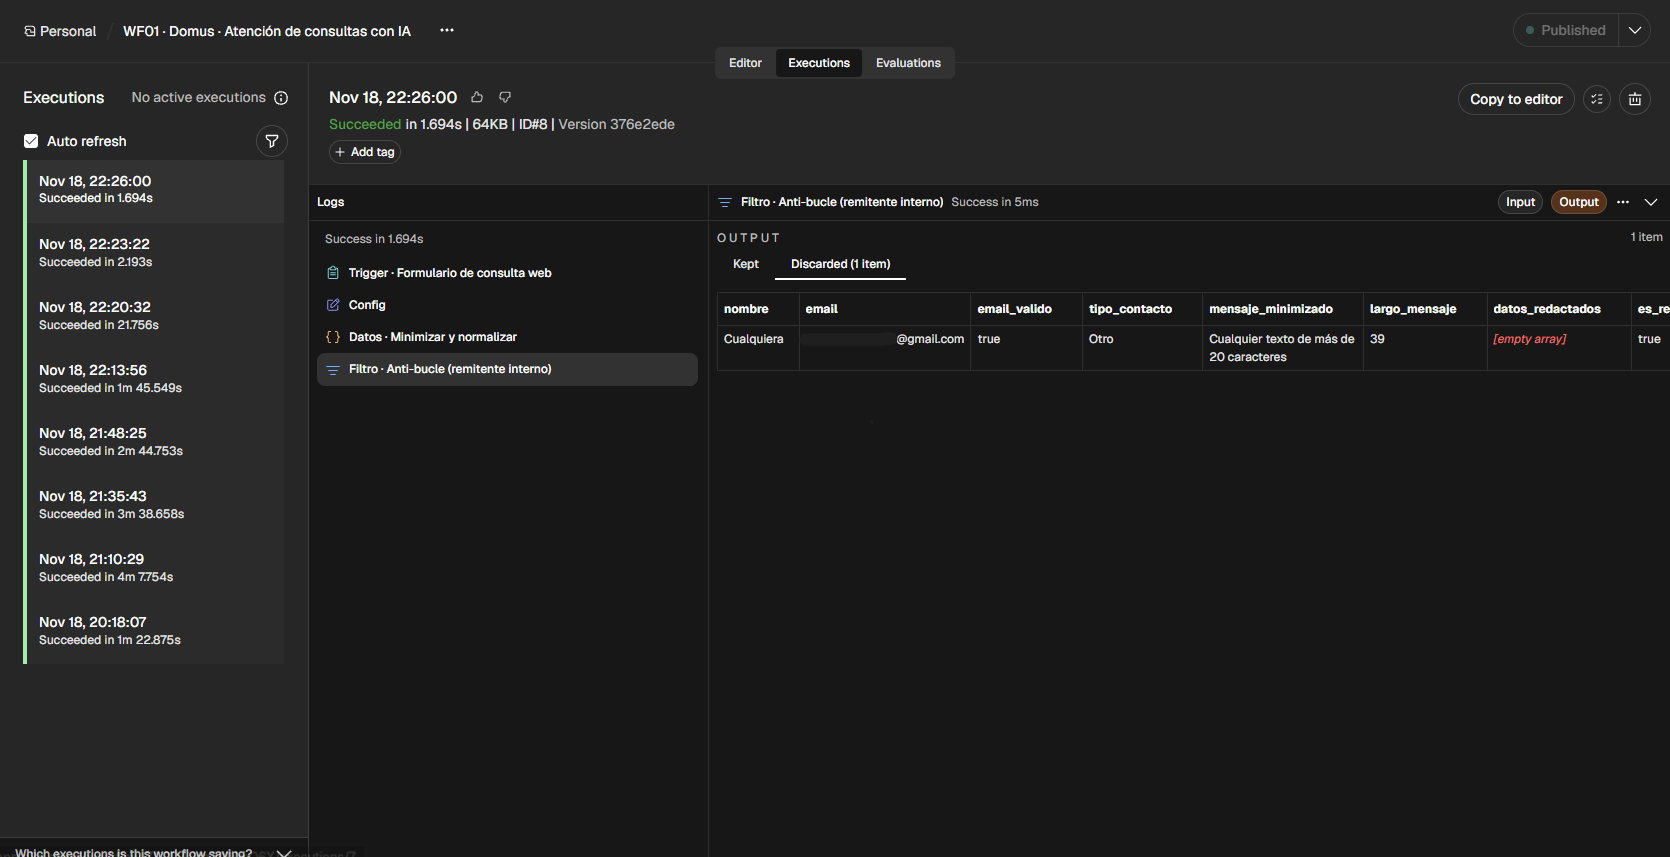 Personal / WF01 · Domus · Atención de consultas con IA ...
Published
Editor Executions Evaluations
Executions No active executions
Auto refresh
Nov 18, 22:26:00
Succeeded in 1.694s
Nov 18, 22:23:22
Succeeded in 2.193s
Nov 18, 22:20:32
Succeeded in 21.756s
Nov 18, 22:13:56
Succeeded in 1m 45.549s
Nov 18, 21:48:25
Succeeded in 2m 44.753s
Nov 18, 21:35:43
Succeeded in 3m 38.658s
Nov 18, 21:10:29
Succeeded in 4m 7.754s
Nov 18, 20:18:07
Succeeded in 1m 22.875s
Which executions is this workflow saving?
Nov 18, 22:26:00
Succeeded in 1.694s | 64KB | ID#8 | Version 376e2ede
+ Add tag
Copy to editor
Logs
Success in 1.694s
Trigger · Formulario de consulta web
Config
{ } Datos · Minimizar y normalizar
Filtro · Anti-bucle (remitente interno)
Filtro · Anti-bucle (remitente interno) Success in 5ms
Input Output ...
OUTPUT 1 item
Kept Discarded (1 item)
nombre email email_valido tipo_contacto mensaje_minimizado largo_mensaje datos_redactados es_re
Cualquiera @gmail.com true Otro Cualquier texto de más de 39 [empty array] true
20 caracteres